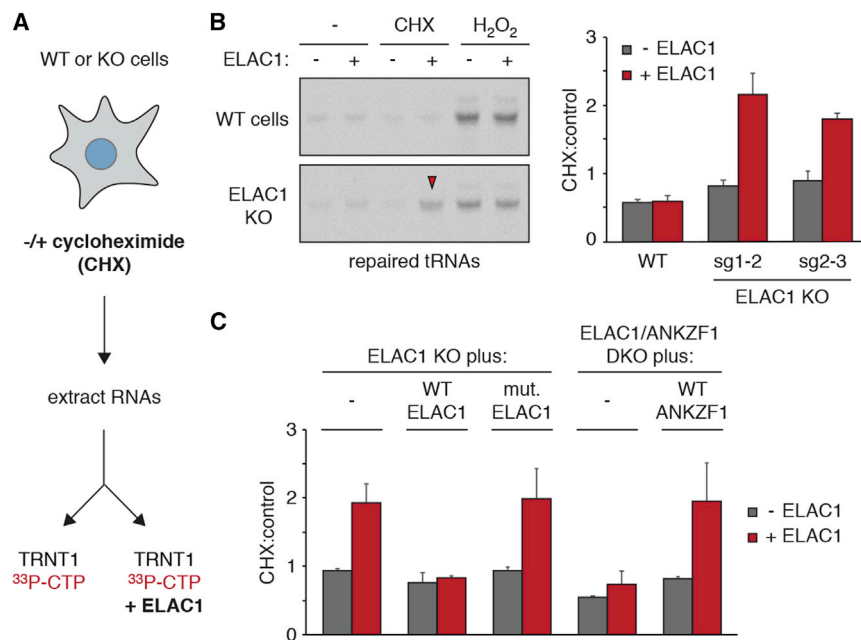 A
WT or KO cells
-/+ cycloheximide
(CHX)
extract RNAs
TRNT1
³³P-CTP
TRNT1
³³P-CTP
+ ELAC1
B
- CHX H₂O₂
ELAC1: - + - + - +
WT cells
ELAC1
KO
repaired tRNAs
3
2
1
0
CHX:control
- ELAC1
+ ELAC1
WT sg1-2 sg2-3
ELAC1 KO
C
ELAC1 KO plus:
ELAC1/ANKZF1
DKO plus:
-
WT
ELAC1
mut.
ELAC1
-
WT
ANKZF1
3
2
1
0
CHX:control
- ELAC1
+ ELAC1